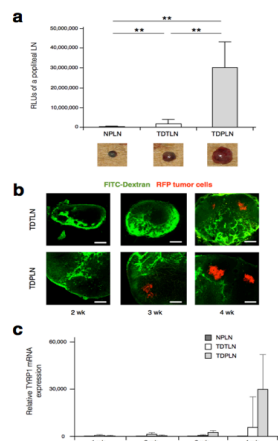 a
**
** **
RLUs of a popliteal LN
50,000,000
40,000,000
30,000,000
20,000,000
10,000,000
0
NPLN TDTLN TDPLN
b
FITC-Dextran RFP tumor cells
TDTLN
TDPLN
2 wk 3 wk 4 wk
c
Relative TYRP1 mRNA
expression
60,000
30,000
0
NPLN
TDTLN
TDPLN